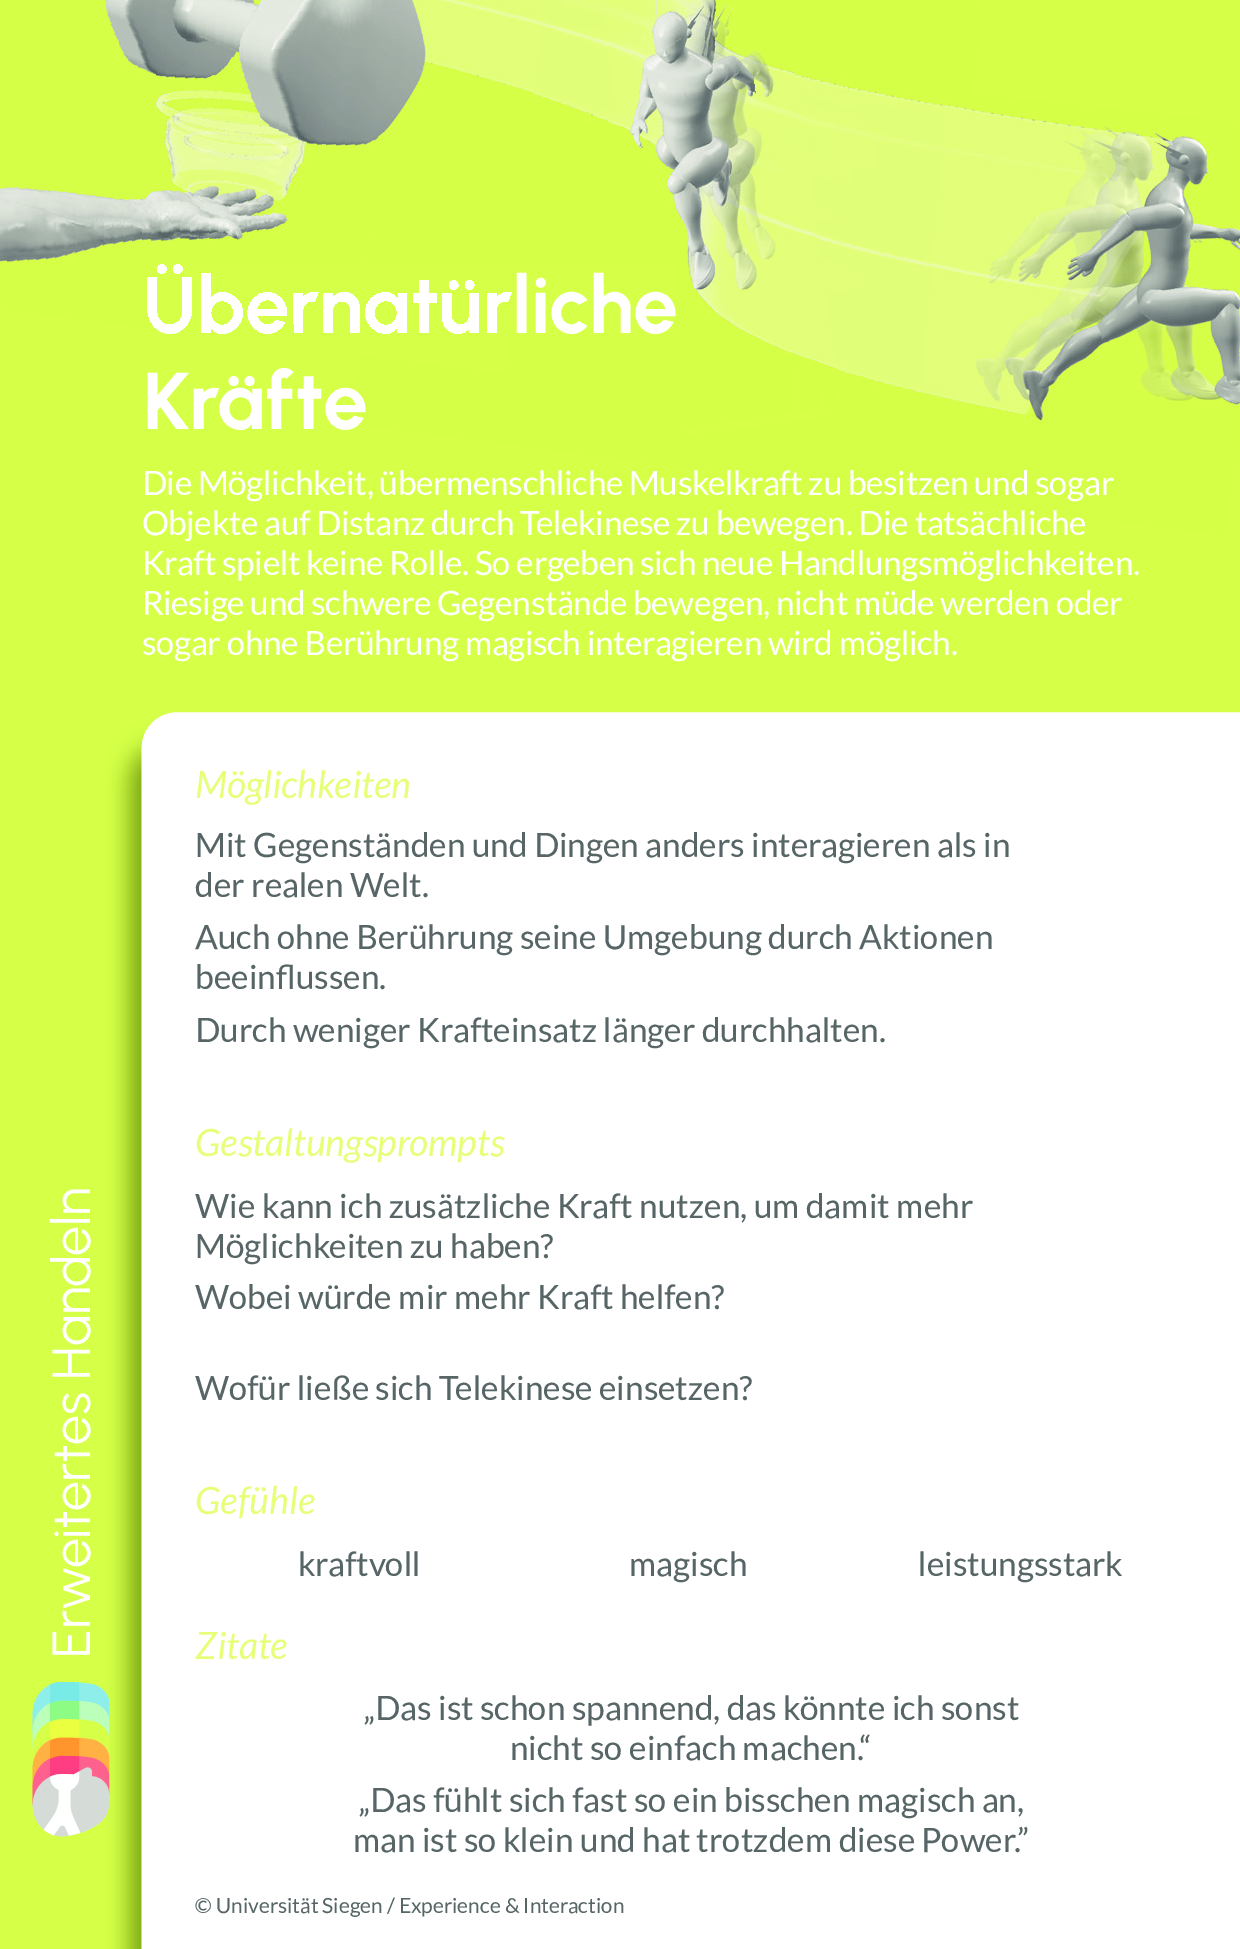 Übernatürliche
Kräfte
Die Möglichkeit, übermenschliche Muskelkraft zu besitzen und sogar
Objekte auf Distanz durch Telekinese zu bewegen. Die tatsächliche
Kraft spielt keine Rolle. So ergeben sich neue Handlungsmöglichkeiten.
Riesige und schwere Gegenstände bewegen, nicht müde werden oder
sogar ohne Berührung magisch interagieren wird möglich.
Möglichkeiten
Mit Gegenständen und Dingen anders interagieren als in
der realen Welt.
Auch ohne Berührung seine Umgebung durch Aktionen
beeinflussen.
Durch weniger Krafteinsatz länger durchhalten.
Gestaltungsprompts
Wie kann ich zusätzliche Kraft nutzen, um damit mehr
Möglichkeiten zu haben?
Wobei würde mir mehr Kraft helfen?
Wofür ließe sich Telekinese einsetzen?
Gefühle
kraftvoll magisch leistungsstark
Zitate
„Das ist schon spannend, das könnte ich sonst
nicht so einfach machen.“
„Das fühlt sich fast so ein bisschen magisch an,
man ist so klein und hat trotzdem diese Power.”
© Universität Siegen / Experience & Interaction
Erweitertes Handeln